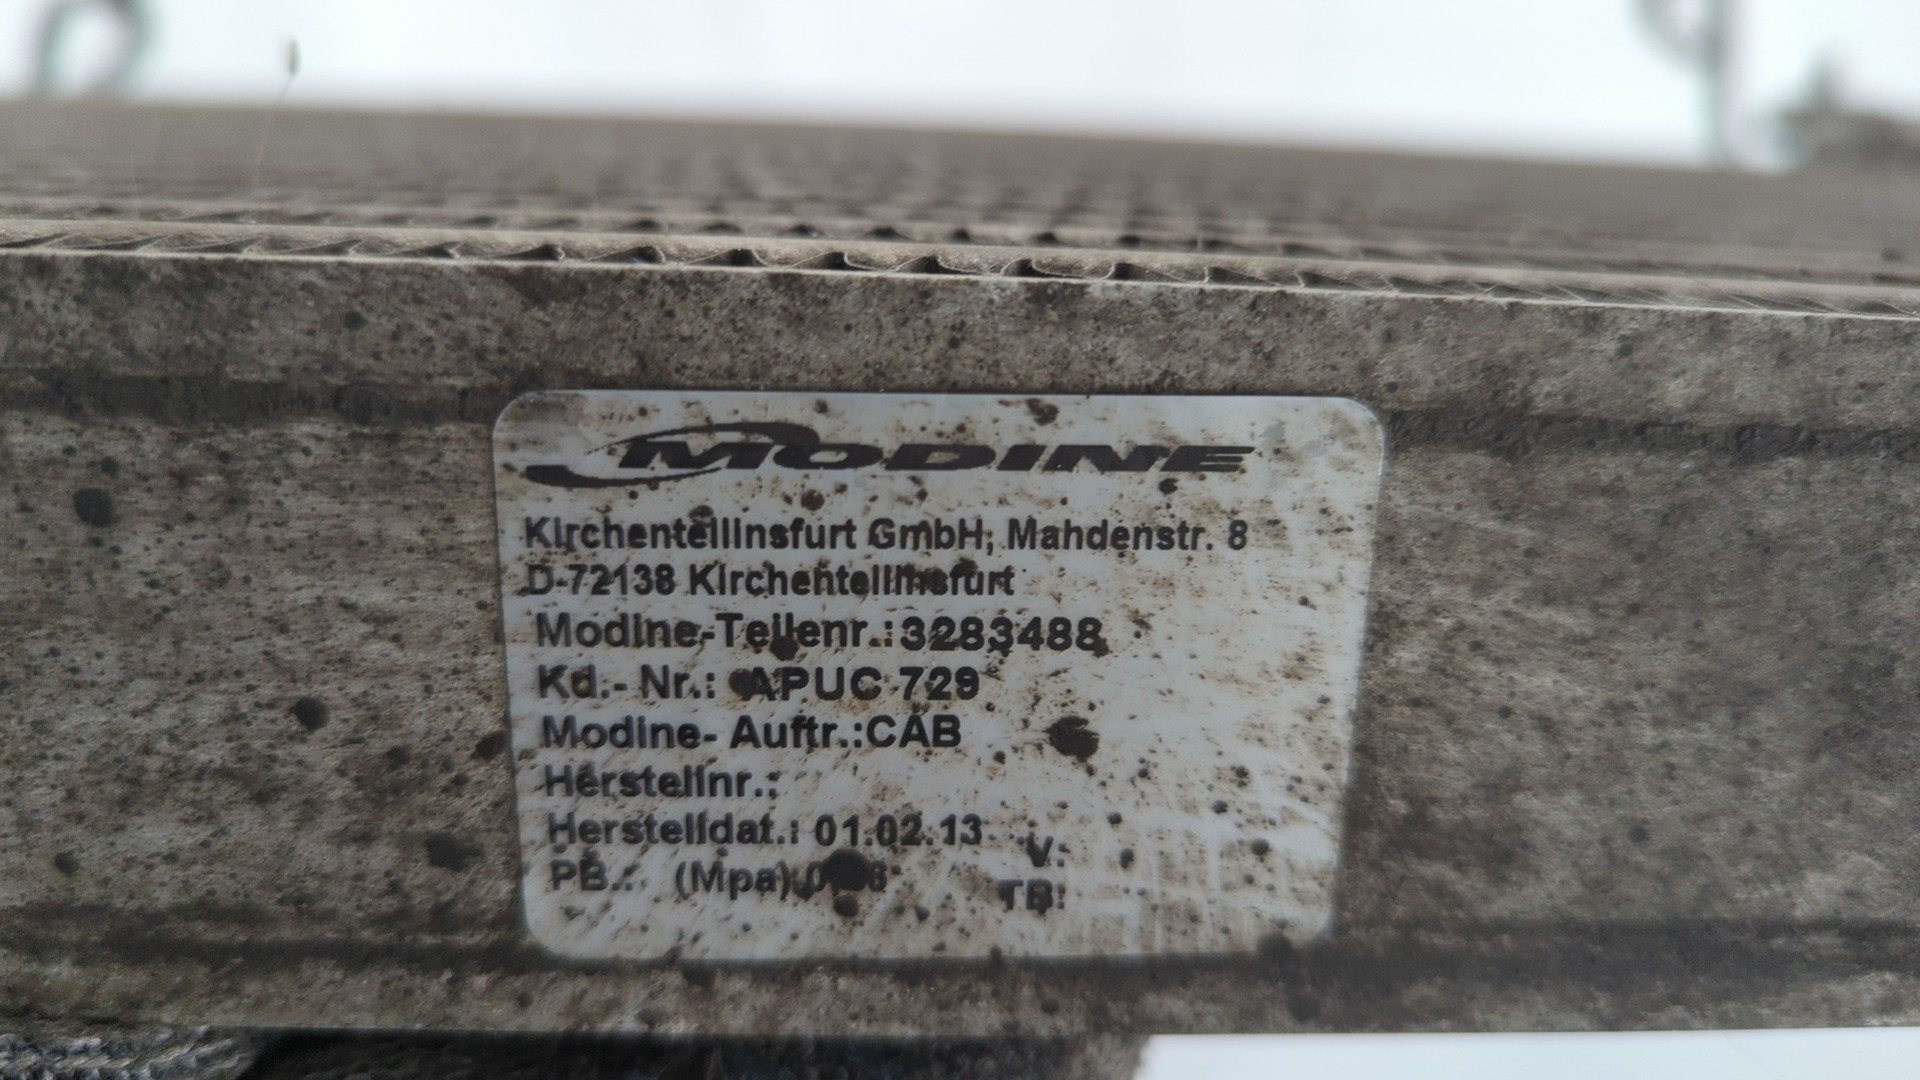 MODINE
Kirchentellinsfurt GmbH, Mahdenstr. 8
D-72138 Kirchentellinsfurt
Modine-Teilenr.:3283488
Kd.- Nr.: APUC 729
Modine- Auftr.:CAB
Herstellnr.:
Herstelldat.: 01.02.13 V:
PB.: (Mpa) TB: